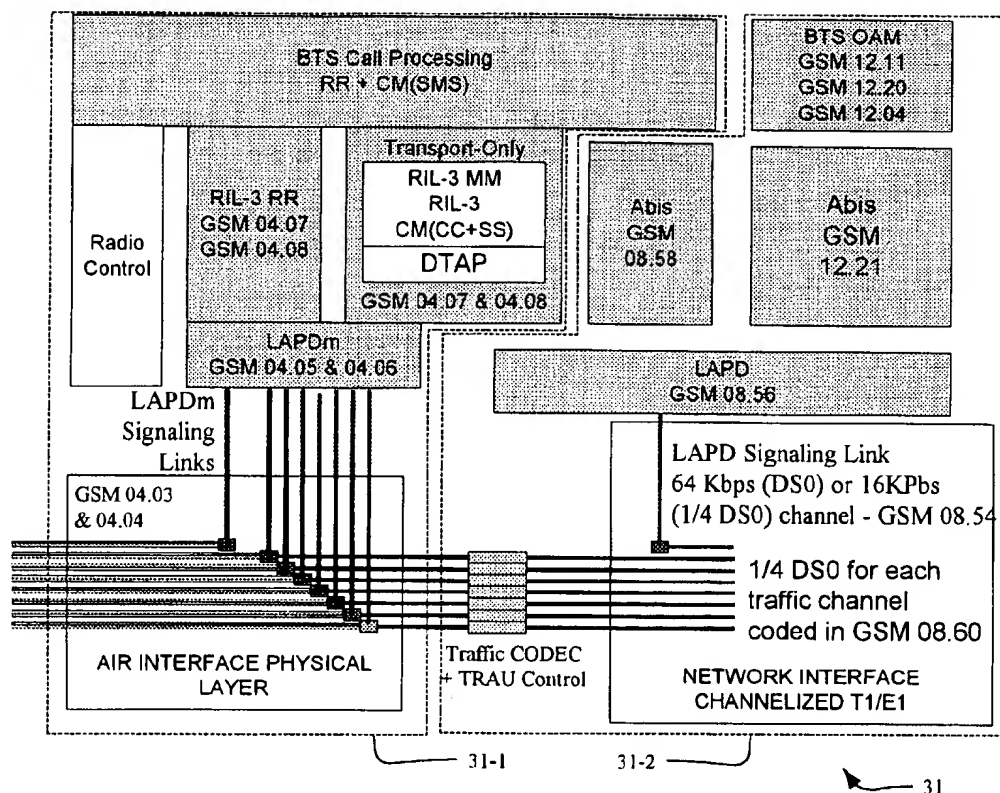 BTS Call Processing
RR + CM(SMS)
BTS OAM
GSM 12.11
GSM 12.20
GSM 12.04
Radio
Control
RIL-3 RR
GSM 04.07
GSM 04.08
Transport-Only
RIL-3 MM
RIL-3
CM(CC+SS)
DTAP
GSM 04.07 & 04.08
Abis
GSM
08.58
Abis
GSM
12.21
LAPDm
GSM 04.05 & 04.06
LAPD
GSM 08.56
LAPDm
Signaling
Links
GSM 04.03
& 04.04
LAPD Signaling Link
64 Kbps (DS0) or 16KPbs
(1/4 DS0) channel - GSM 08.54
1/4 DS0 for each
traffic channel
coded in GSM 08.60
AIR INTERFACE PHYSICAL
LAYER
Traffic CODEC
+ TRAU Control
NETWORK INTERFACE
CHANNELIZED T1/E1
31-1
31-2
31